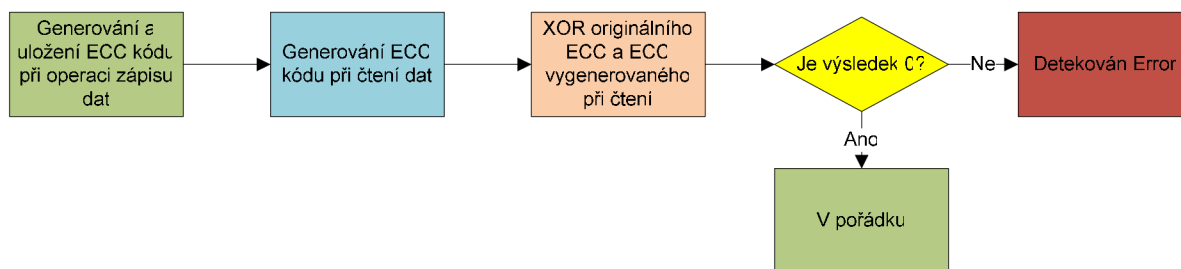 Generování a
uložení ECC kódu
při operaci zápisu
dat
Generování ECC
kódu při čtení dat
XOR originálního
ECC a ECC
vygenerovaného
při čtení
Je výsledek 0?
Ne
Detekován Error
Ano
V pořádku